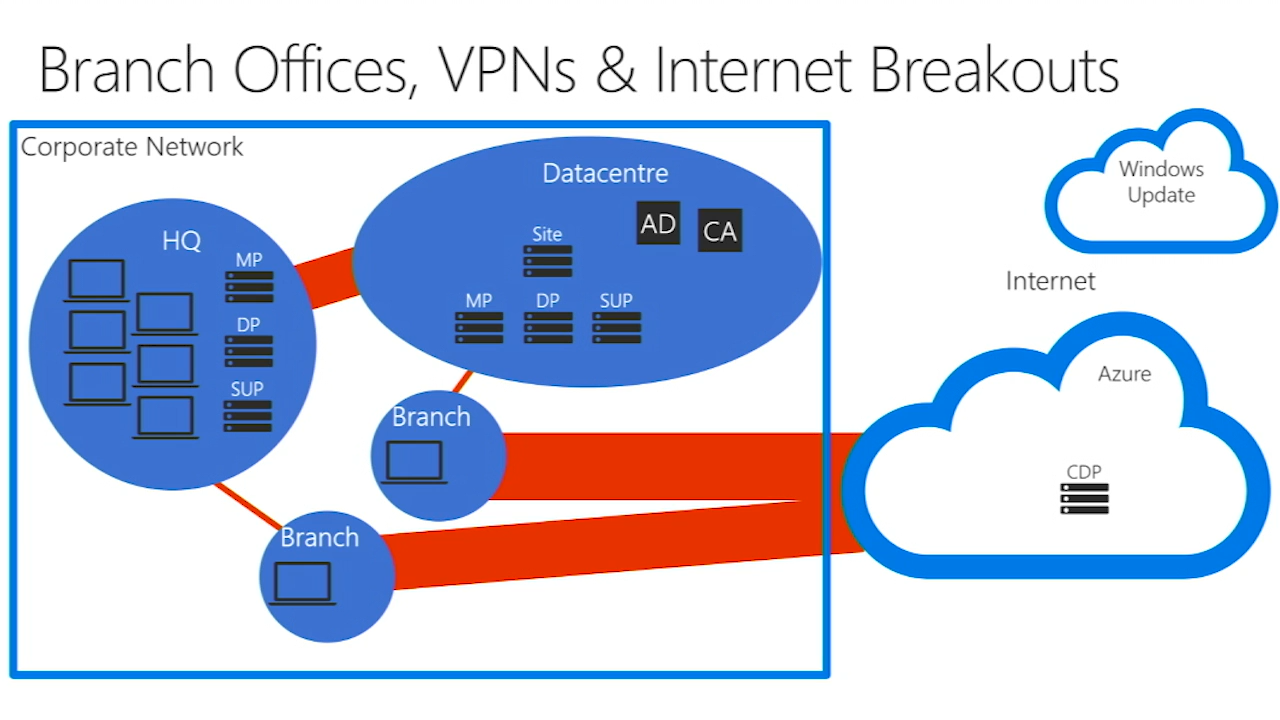 Branch Offices, VPNs & Internet Breakouts
Corporate Network
HQ
MP
DP
SUP
Datacentre
Site
AD
CA
MP
DP
SUP
Branch
Branch
Windows
Update
Internet
Azure
CDP